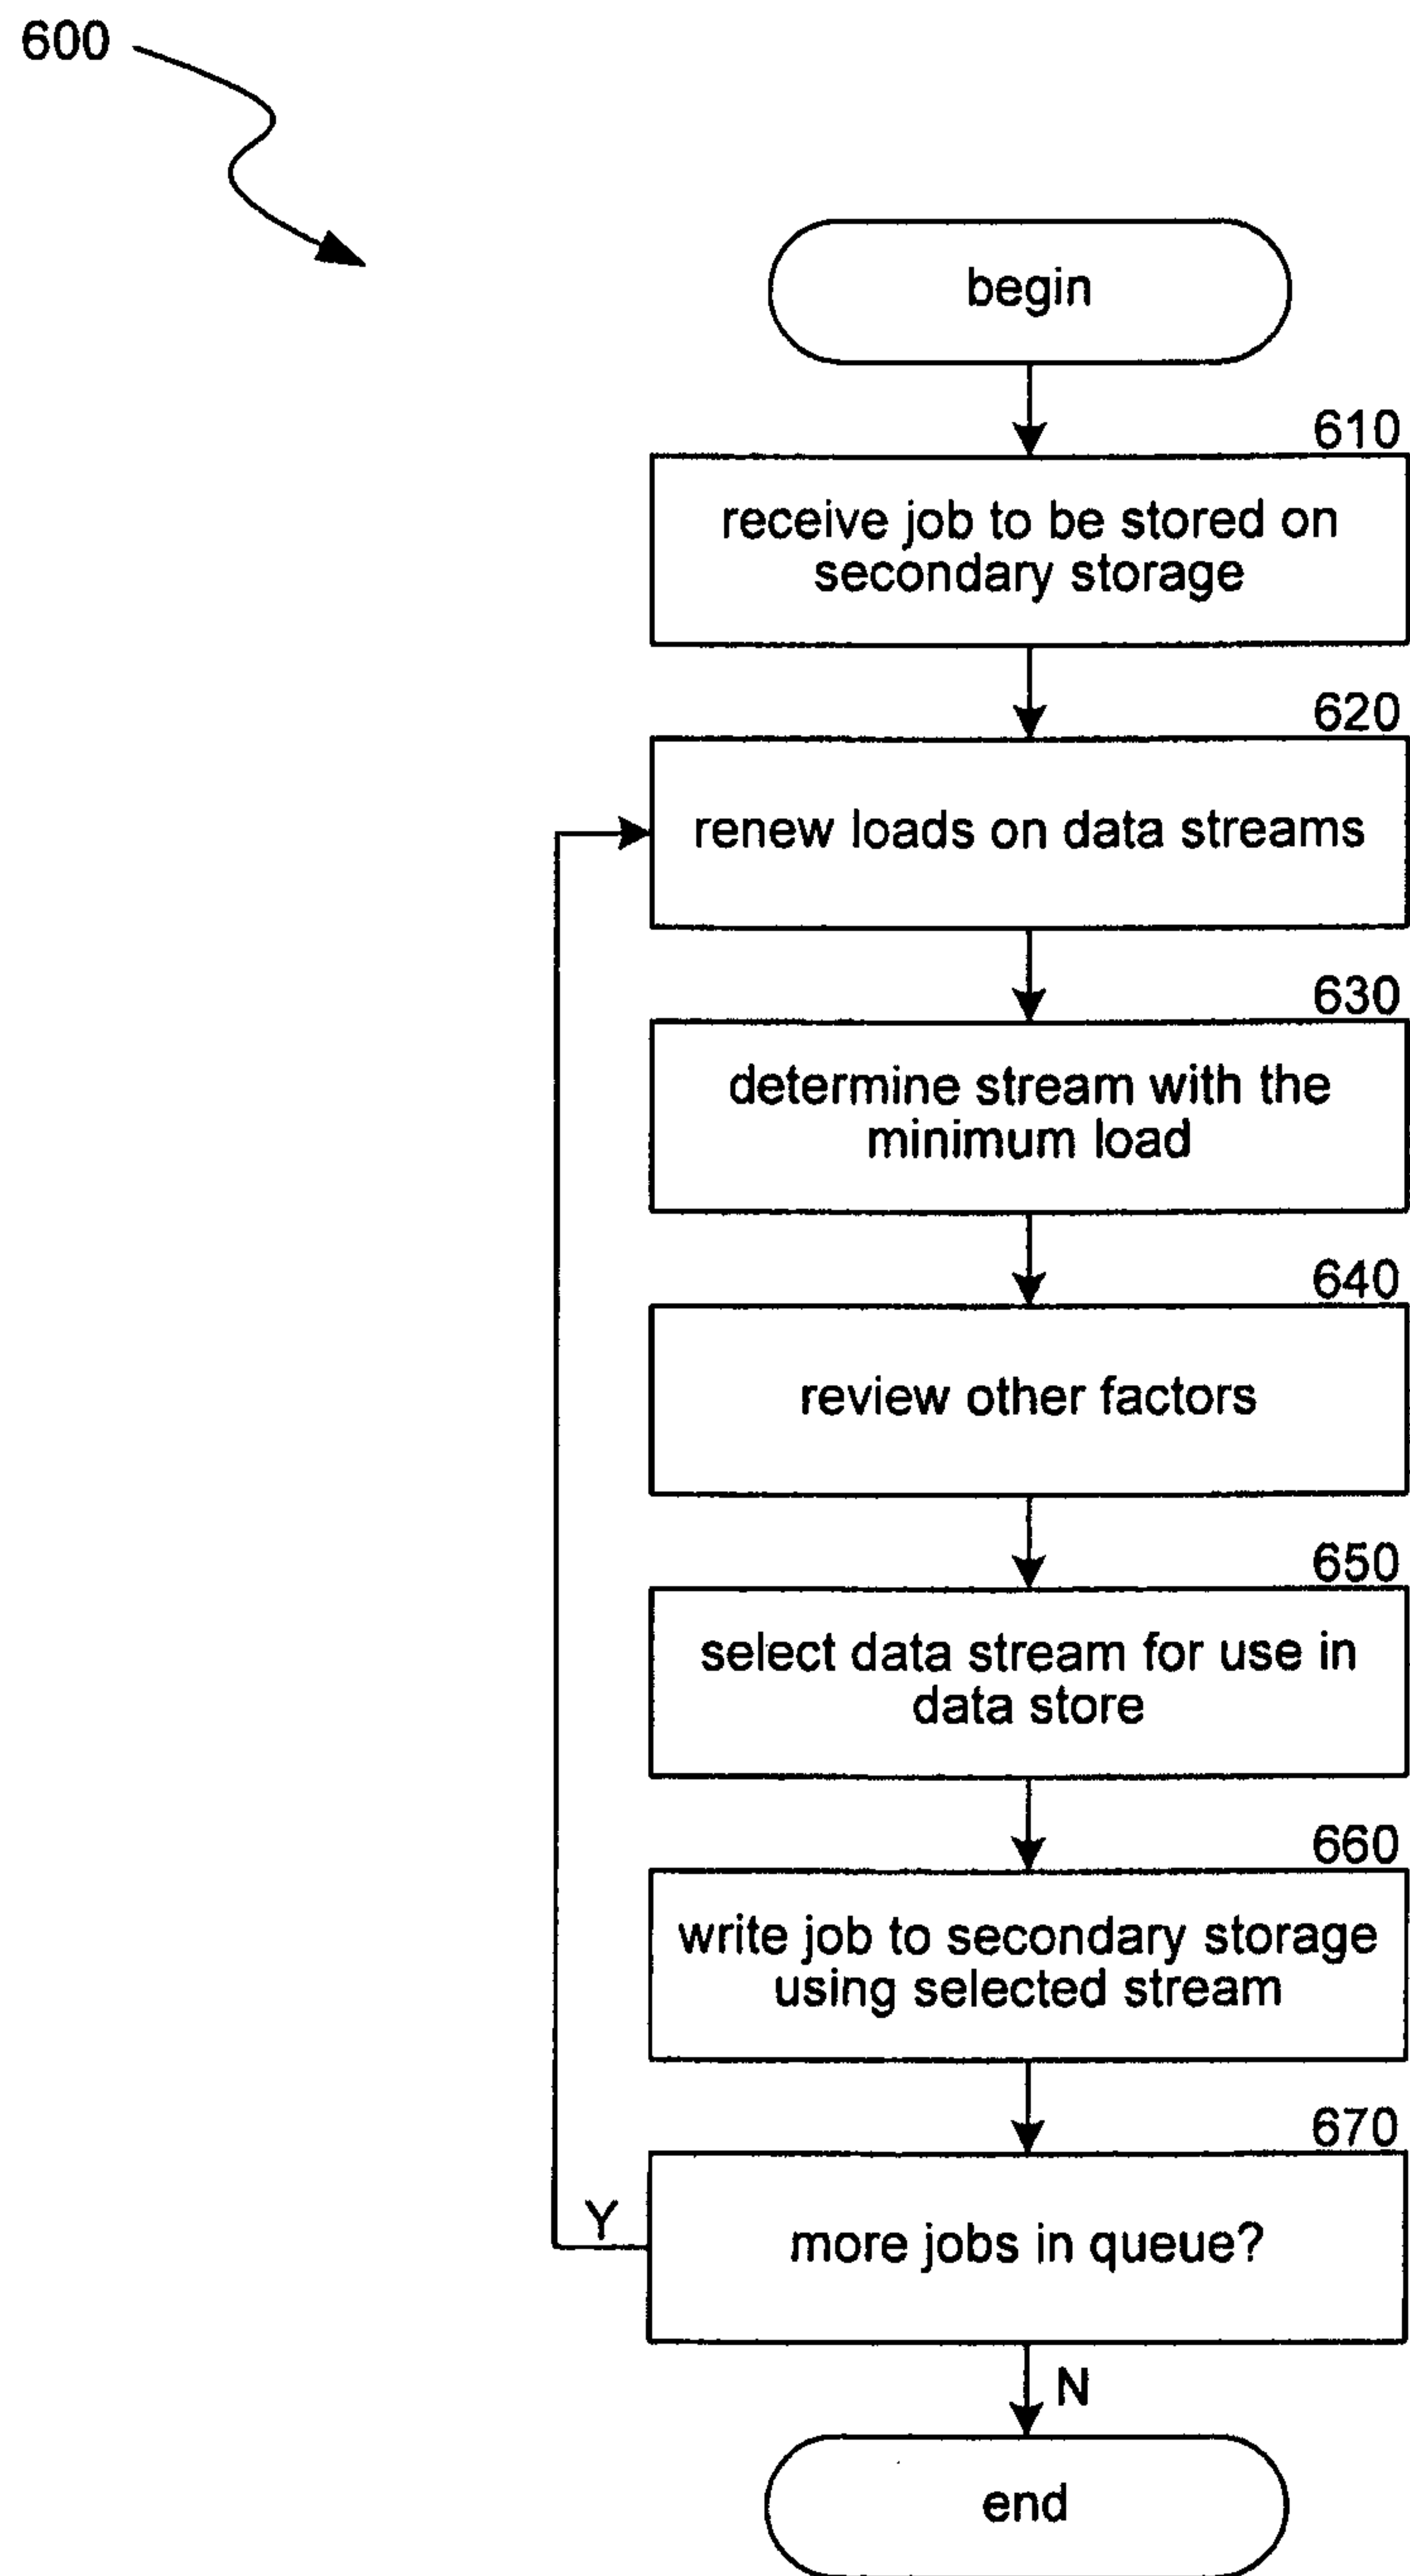 600
begin
610
receive job to be stored on
secondary storage
620
renew loads on data streams
630
determine stream with the
minimum load
640
review other factors
650
select data stream for use in
data store
660
write job to secondary storage
using selected stream
670
Y
more jobs in queue?
N
end